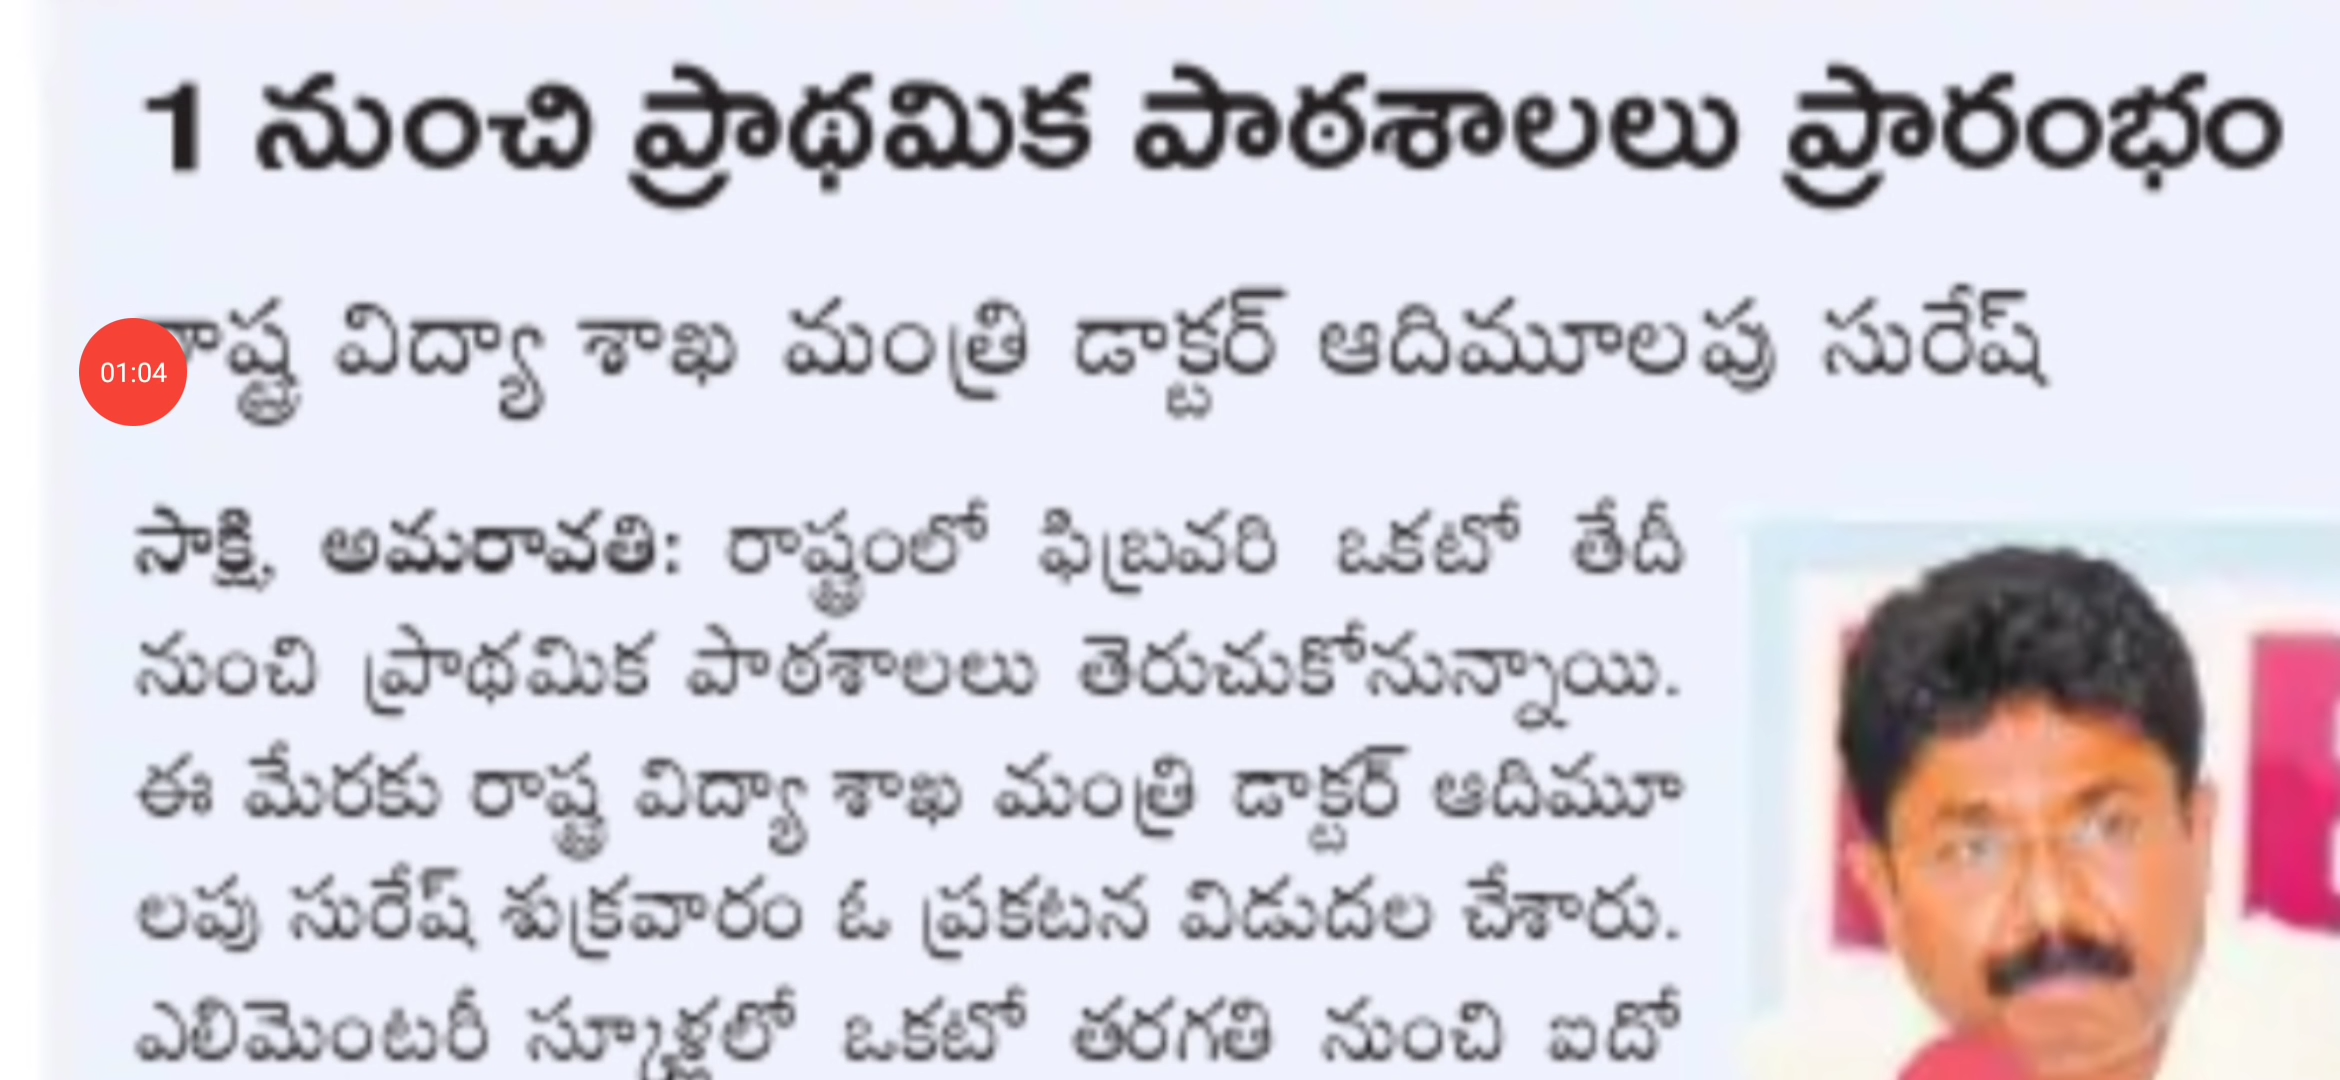 1 నుంచి ప్రాథమిక పాఠశాలలు ప్రారంభం
విద్యా శాఖ మంత్రి డాక్టర్ ఆదిమూలపు సురేష్
01:04
సాక్షి, అమరావతి: రాష్ట్రంలో ఫిబ్రవరి ఒకటో తేదీ
నుంచి ప్రాథమిక పాఠశాలలు తెరుచుకోనున్నాయి.
ఈ మేరకు రాష్ట్ర విద్యా శాఖ మంత్రి డాక్టర్ ఆదిమూ
లపు సురేష్ శుక్రవారం ఓ ప్రకటన విడుదల చేశారు.
ఎలిమెంటరీ స్కూళ్లలో ఒకటో తరగతి నుంచి ఐదో